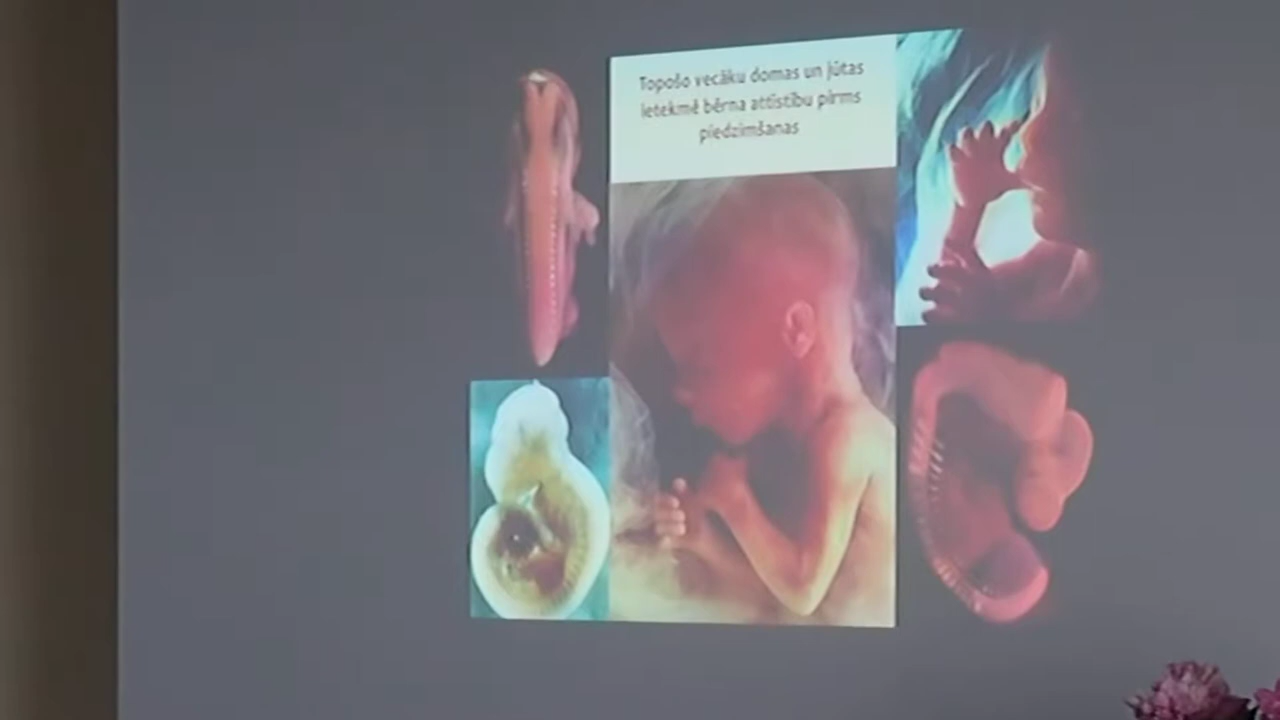 Topošo vecāku domas un jūtas
ietekmē bērna attīstību pirms
piedzimšanas